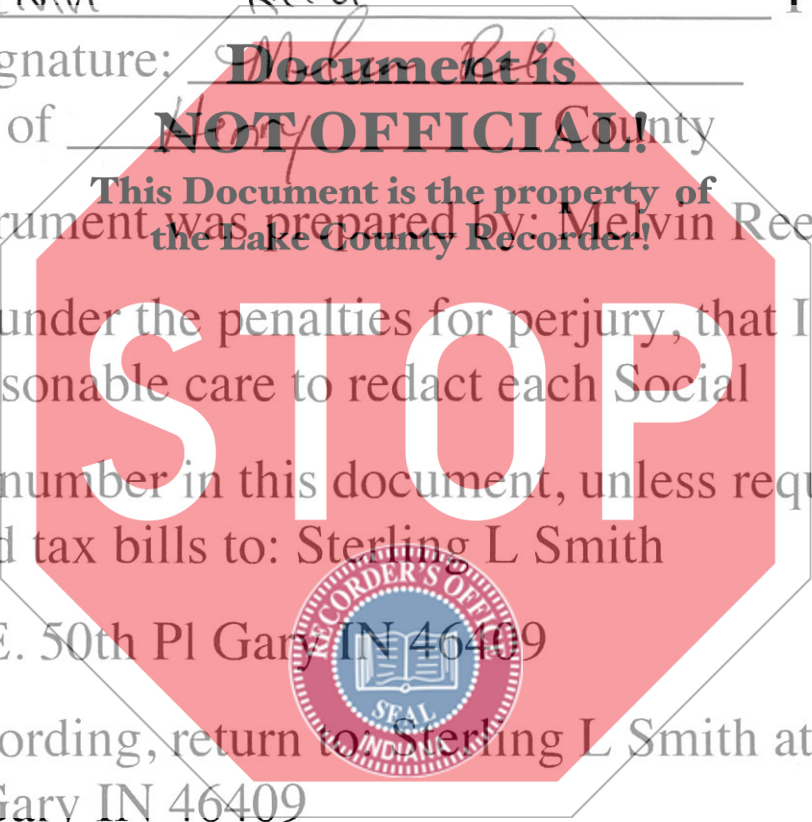 gnature:
Document is
of Henry County
NOT OFFICIAL!
This Document is the property of
rument was prepared by: Melvin Ree
the Lake County Recorder!
under the penalties for perjury, that I
STOP
sonable care to redact each Social
number in this document, unless requ
d tax bills to: Sterling L Smith
RECORDER'S OFFI
E. 50th Pl Gary IN 46409
SEAL
INDIANA
ording, return to: Sterling L Smith at
Gary IN 46409